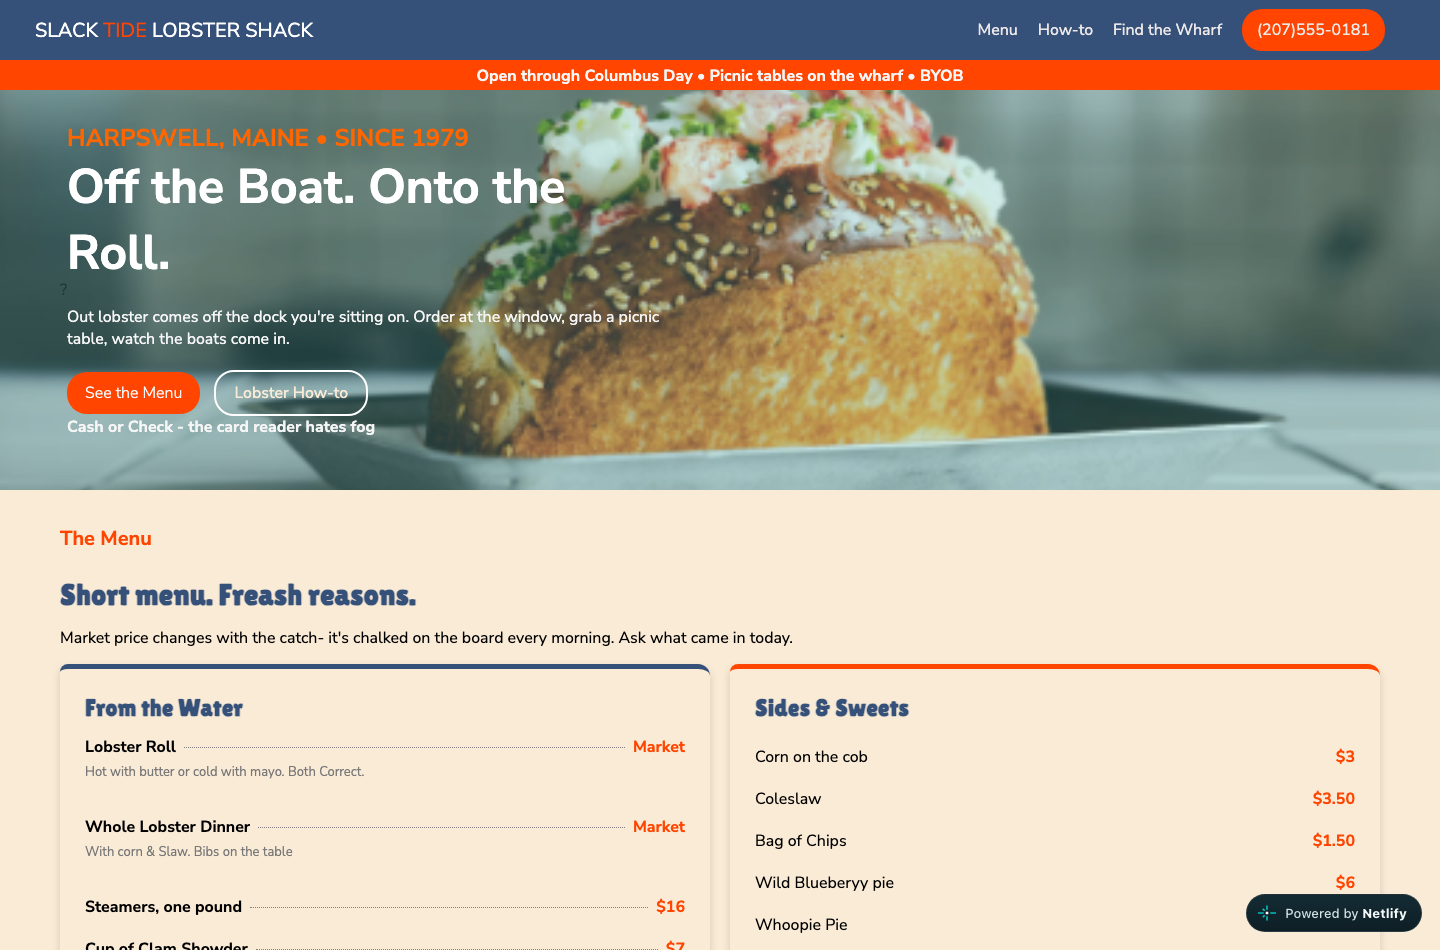 SLACK TIDE LOBSTER SHACK
Menu
How-to
Find the Wharf
(207)555-0181
Open through Columbus Day • Picnic tables on the wharf • BYOB
HARPSWELL, MAINE • SINCE 1979
Off the Boat. Onto the
Roll.
?
Out lobster comes off the dock you're sitting on. Order at the window, grab a picnic
table, watch the boats come in.
See the Menu
Lobster How-to
Cash or Check - the card reader hates fog
The Menu
Short menu. Freash reasons.
Market price changes with the catch- it's chalked on the board every morning. Ask what came in today.
From the Water
Lobster Roll Market
Hot with butter or cold with mayo. Both Correct.
Whole Lobster Dinner Market
With corn & Slaw. Bibs on the table
Steamers, one pound $16
Cup of Clam Showder $7
Sides & Sweets
Corn on the cob $3
Coleslaw $3.50
Bag of Chips $1.50
Wild Blueberyy pie $6
Whoopie Pie
Powered by Netlify